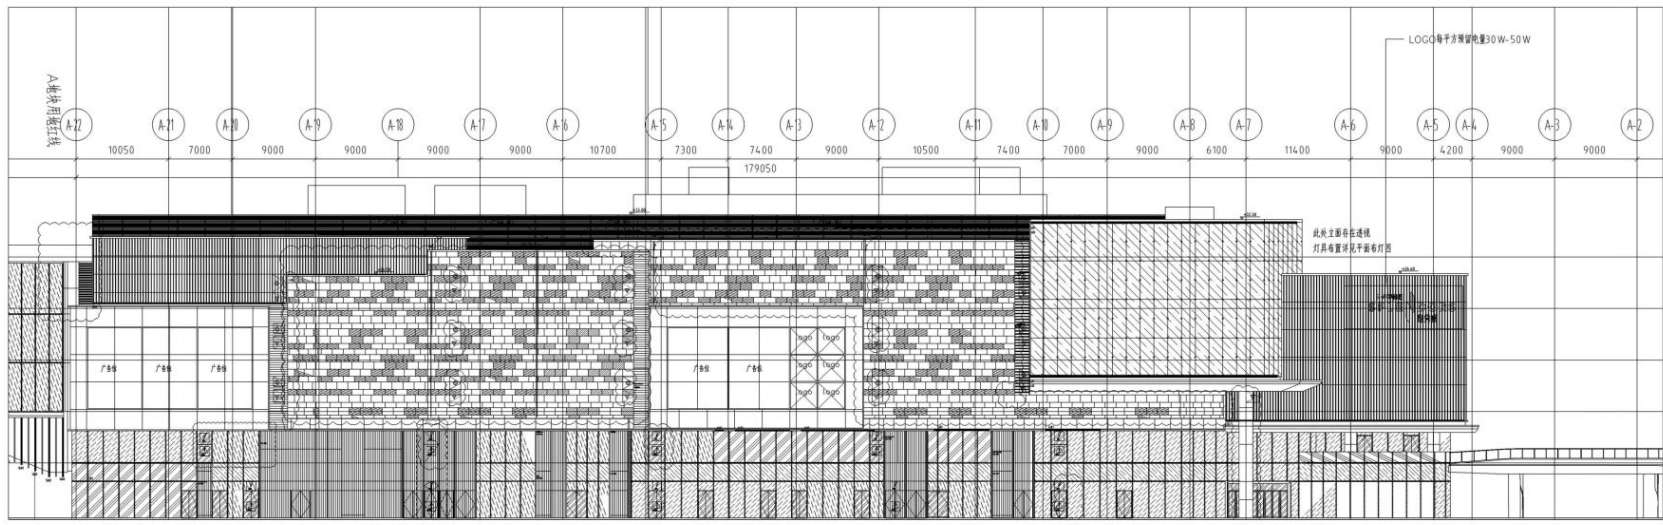 LOGO每平方预留电量30W-50W
A地块用地红线
A-22 A-21 A-20 A-19 A-18 A-17 A-16 A-15 A-14 A-13 A-12 A-11 A-10 A-9 A-8 A-7 A-6 A-5 A-4 A-3 A-2
10050 7000 9000 9000 9000 9000 10700 7300 7400 9000 10500 7400 7000 9000 6100 11400 9000 4200 9000 9000
179050
此处立面存在透视
灯具布置详见平面布灯图
logo logo
广告位 广告位 广告位 广告位 广告位 logo logo
logo logo